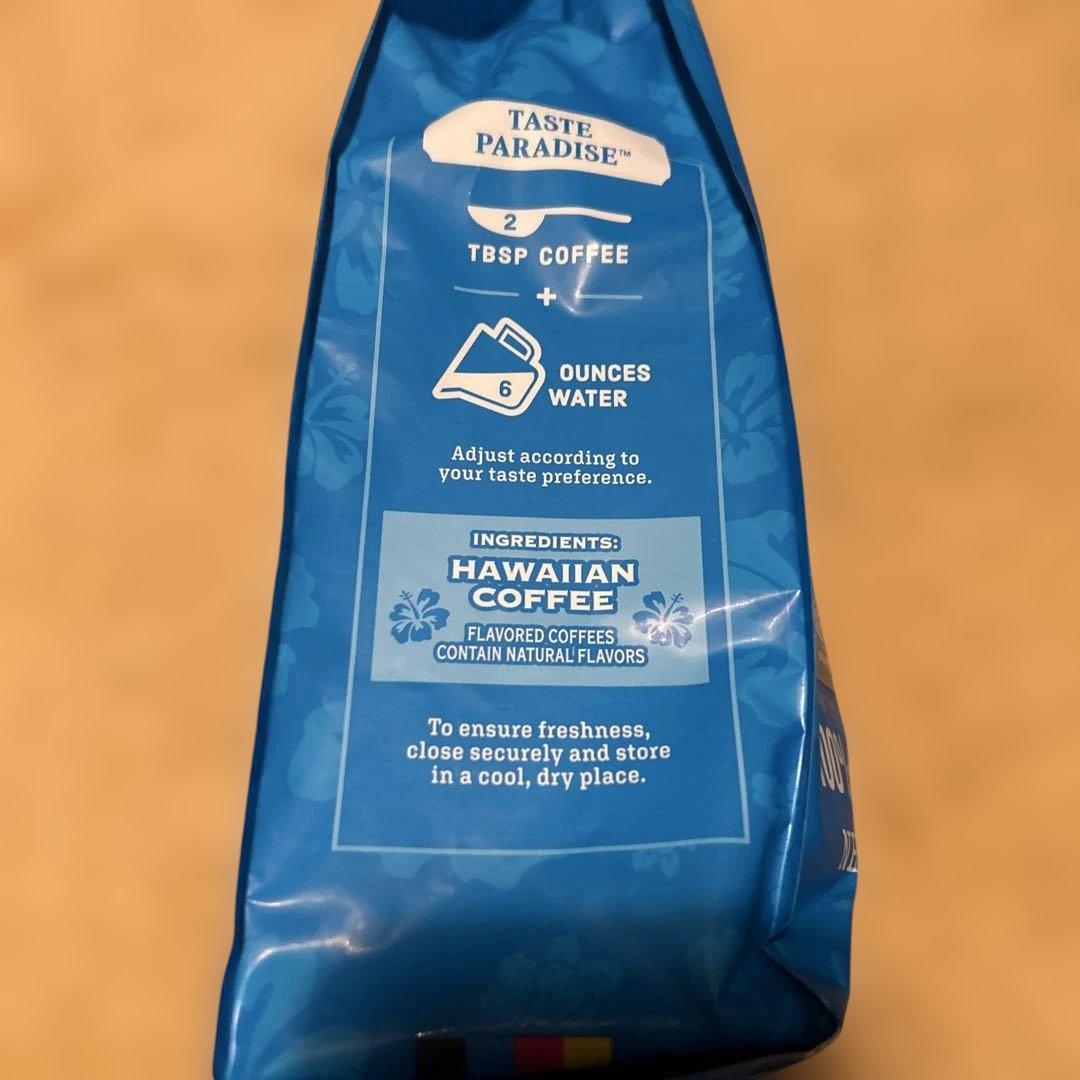 TASTE
PARADISE™
2
TBSP COFFEE
+
6
OUNCES
WATER
Adjust according to
your taste preference.
INGREDIENTS:
HAWAIIAN
COFFEE
FLAVORED COFFEES
CONTAIN NATURAL FLAVORS
To ensure freshness,
close securely and store
in a cool, dry place.